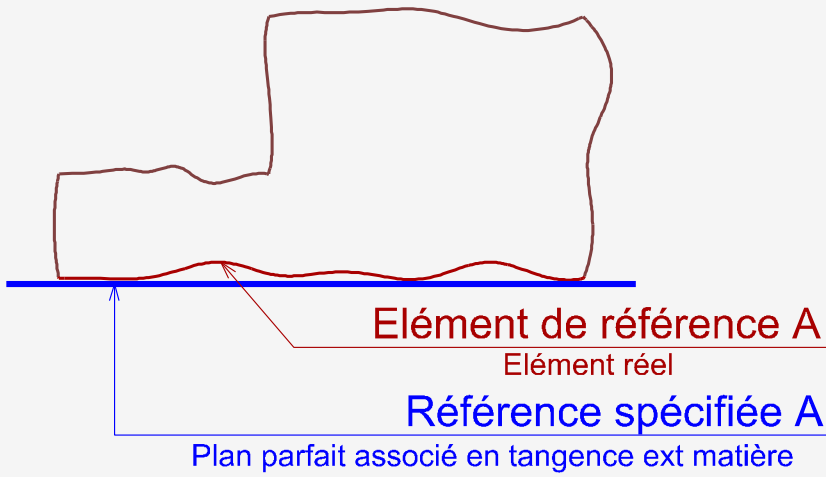 Elément de référence A
Elément réel
Référence spécifiée A
Plan parfait associé en tangence ext matière